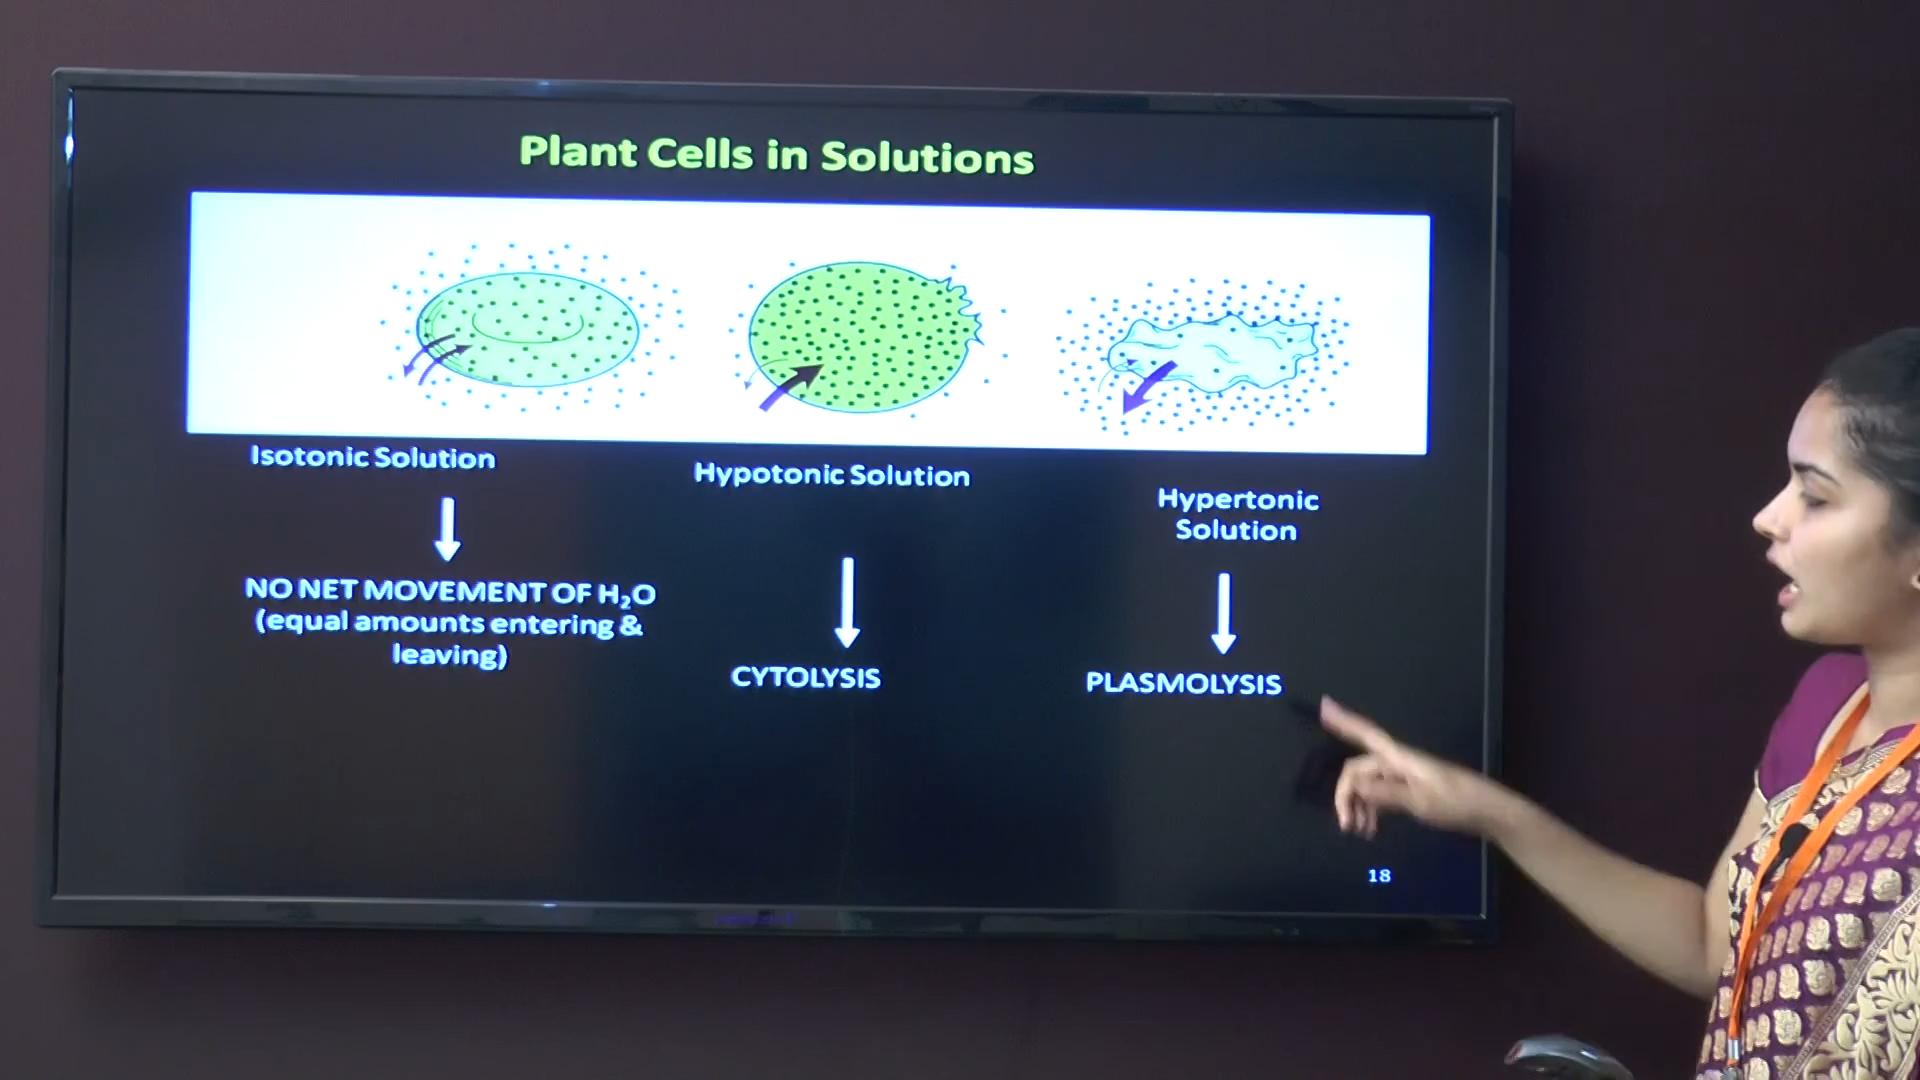 Plant Cells in Solutions
Isotonic Solution
NO NET MOVEMENT OF H₂O
(equal amounts entering &
leaving)
Hypotonic Solution
CYTOLYSIS
Hypertonic
Solution
PLASMOLYSIS
18